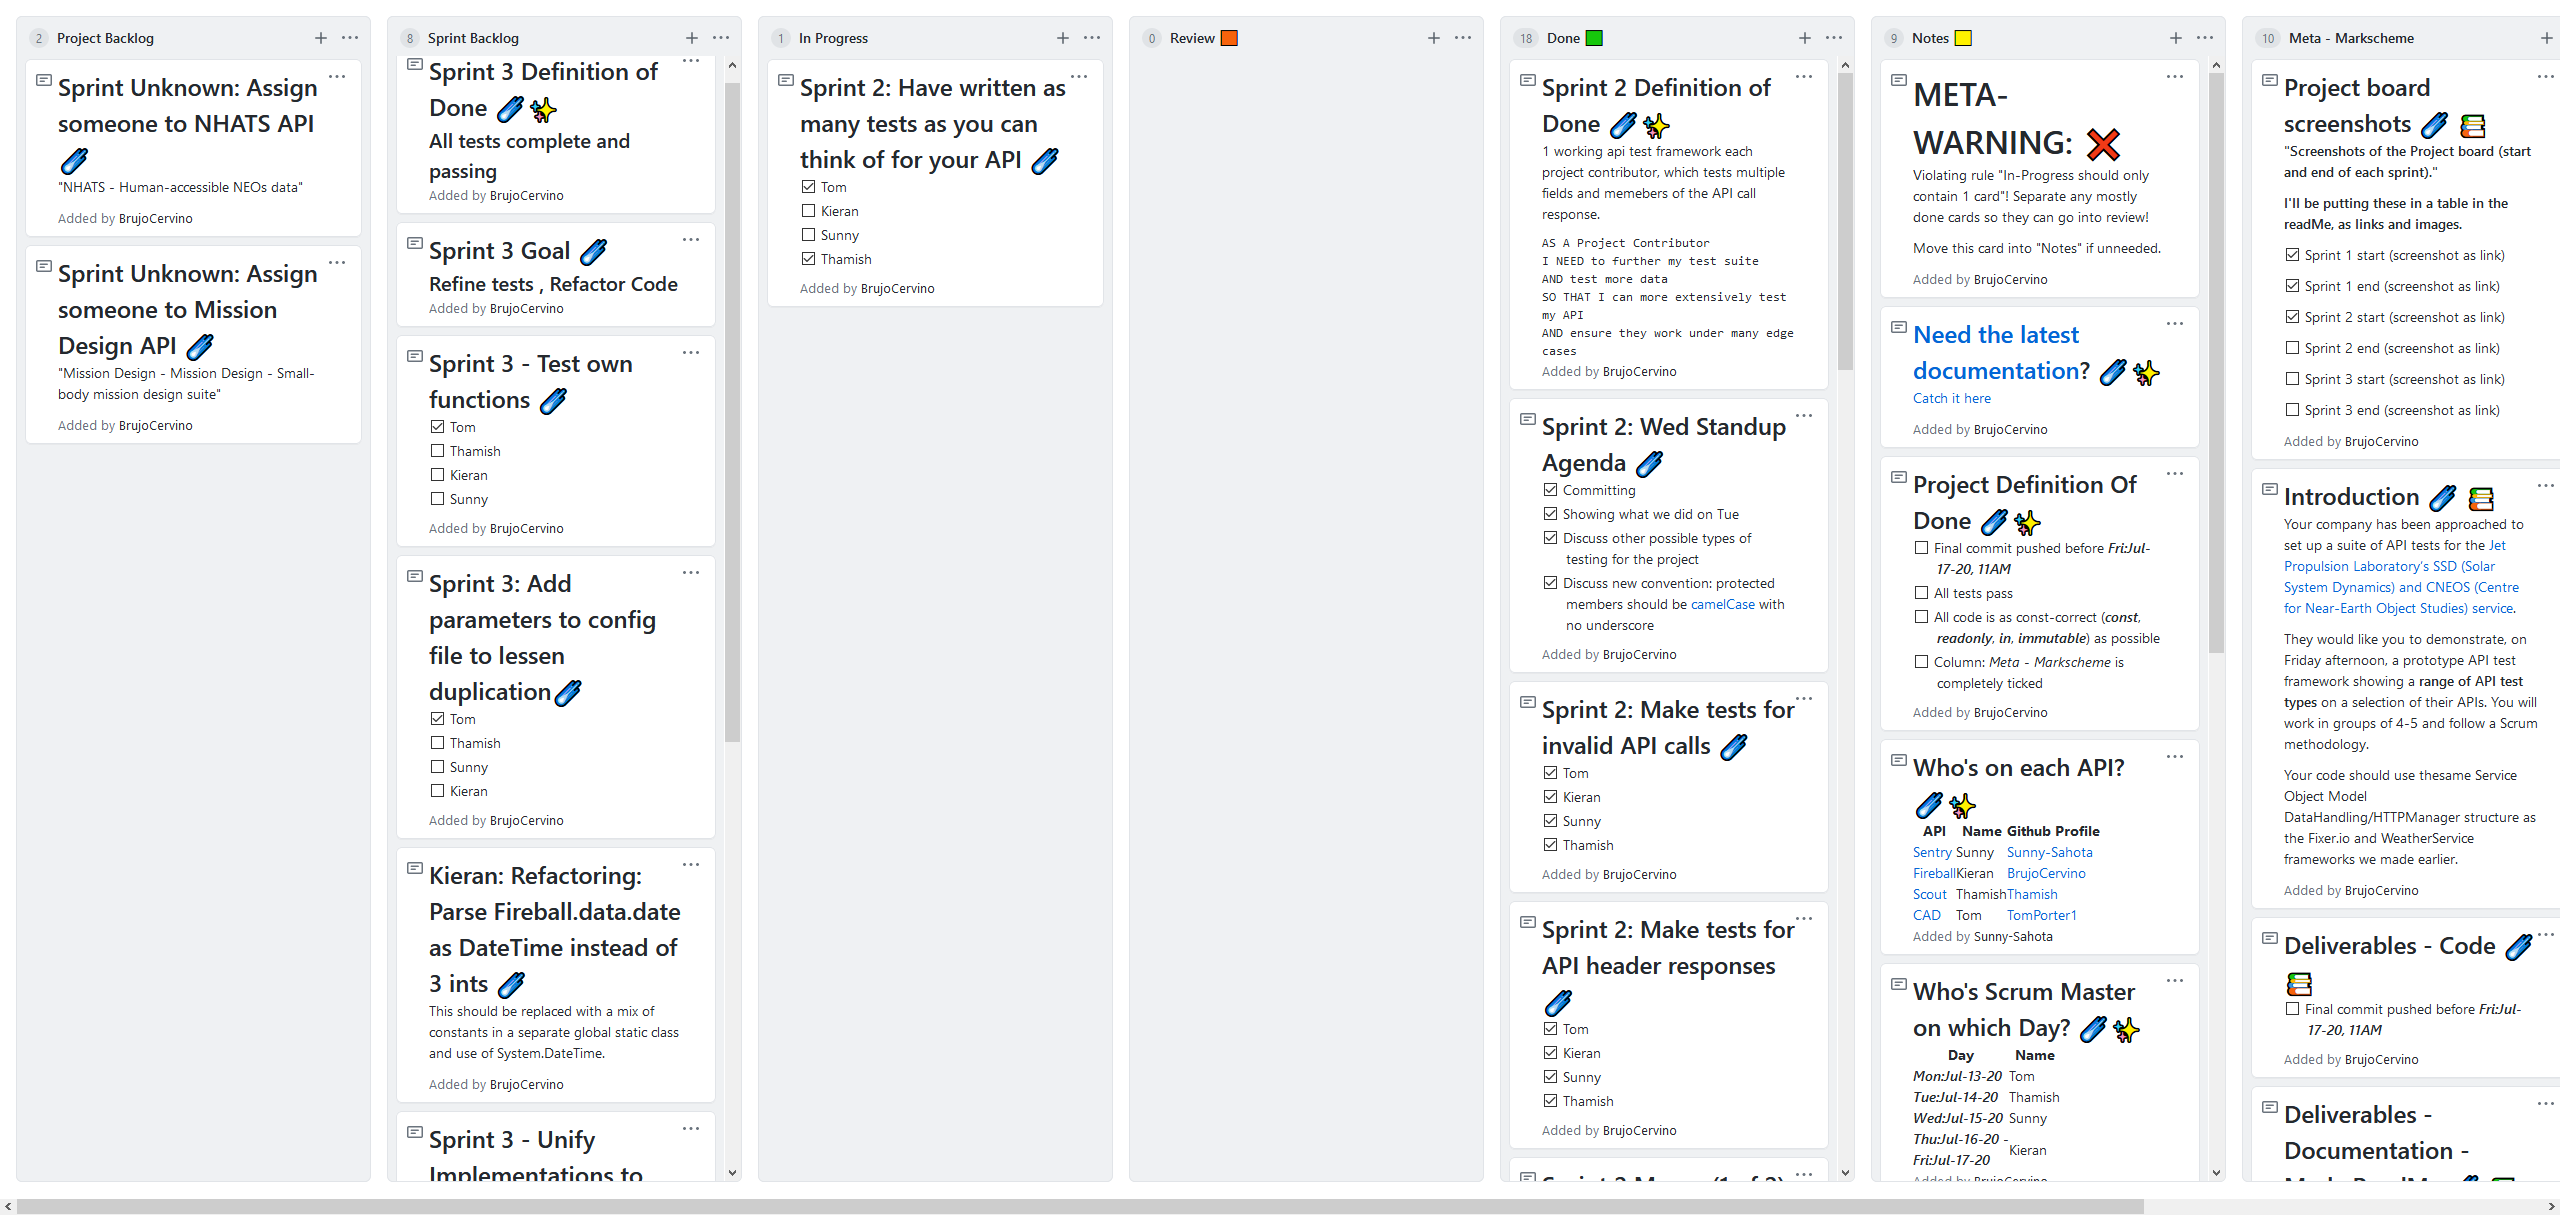 2 Project Backlog
Sprint Unknown: Assign
someone to NHATS API
"NHATS - Human-accessible NEOs data"
Added by BrujoCervino
Sprint Unknown: Assign
someone to Mission
Design API
"Mission Design - Mission Design - Small-
body mission design suite"
Added by BrujoCervino
8 Sprint Backlog
Sprint 3 Definition of
Done
All tests complete and
passing
Added by BrujoCervino
Sprint 3 Goal
Refine tests , Refactor Code
Added by BrujoCervino
Sprint 3 - Test own
functions
Tom
Thamish
Kieran
Sunny
Added by BrujoCervino
Sprint 3: Add
parameters to config
file to lessen
duplication
Tom
Thamish
Sunny
Kieran
Added by BrujoCervino
Kieran: Refactoring:
Parse Fireball.data.date
as DateTime instead of
3 ints
This should be replaced with a mix of
constants in a separate global static class
and use of System.DateTime.
Added by BrujoCervino
Sprint 3 - Unify
Implementations to
1 In Progress
Sprint 2: Have written as
many tests as you can
think of for your API
Tom
Kieran
Sunny
Thamish
Added by BrujoCervino
0 Review
18 Done
Sprint 2 Definition of
Done
1 working api test framework each
project contributor, which tests multiple
fields and memebers of the API call
response.
AS A Project Contributor
I NEED to further my test suite
AND test more data
SO THAT I can more extensively test
my API
AND ensure they work under many edge
cases
Added by BrujoCervino
Sprint 2: Wed Standup
Agenda
Committing
Showing what we did on Tue
Discuss other possible types of
testing for the project
Discuss new convention: protected
members should be camelCase with
no underscore
Added by BrujoCervino
Sprint 2: Make tests for
invalid API calls
Tom
Kieran
Sunny
Thamish
Added by BrujoCervino
Sprint 2: Make tests for
API header responses
Tom
Kieran
Sunny
Thamish
Added by BrujoCervino
9 Notes
META-
WARNING:
Violating rule "In-Progress should only
contain 1 card"! Separate any mostly
done cards so they can go into review!
Move this card into "Notes" if unneeded.
Added by BrujoCervino
Need the latest
documentation?
Catch it here
Added by BrujoCervino
Project Definition Of
Done
Final commit pushed before Fri:Jul-
17-20, 11AM
All tests pass
All code is as const-correct (const,
readonly, in, immutable) as possible
Column: Meta - Markscheme is
completely ticked
Added by BrujoCervino
Who's on each API?
API Name Github Profile
Sentry Sunny Sunny-Sahota
Fireball Kieran BrujoCervino
Scout Thamish Thamish
CAD Tom TomPorter1
Added by Sunny-Sahota
Who's Scrum Master
on which Day?
Day Name
Mon:Jul-13-20 Tom
Tue:Jul-14-20 Thamish
Wed:Jul-15-20 Sunny
Thu:Jul-16-20 -
Fri:Jul-17-20 Kieran
Added by BrujoCervino
10 Meta - Markscheme
Project board
screenshots
"Screenshots of the Project board (start
and end of each sprint)."
I'll be putting these in a table in the
readMe, as links and images.
Sprint 1 start (screenshot as link)
Sprint 1 end (screenshot as link)
Sprint 2 start (screenshot as link)
Sprint 2 end (screenshot as link)
Sprint 3 start (screenshot as link)
Sprint 3 end (screenshot as link)
Added by BrujoCervino
Introduction
Your company has been approached to
set up a suite of API tests for the Jet
Propulsion Laboratory's SSD (Solar
System Dynamics) and CNEOS (Centre
for Near-Earth Object Studies) service.
They would like you to demonstrate, on
Friday afternoon, a prototype API test
framework showing a range of API test
types on a selection of their APIs. You will
work in groups of 4-5 and follow a Scrum
methodology.
Your code should use thesame Service
Object Model
DataHandling/HTTPManager structure as
the Fixer.io and WeatherService
frameworks we made earlier.
Added by BrujoCervino
Deliverables - Code
Final commit pushed before Fri:Jul-
17-20, 11AM
Added by BrujoCervino
Deliverables -
Documentation -